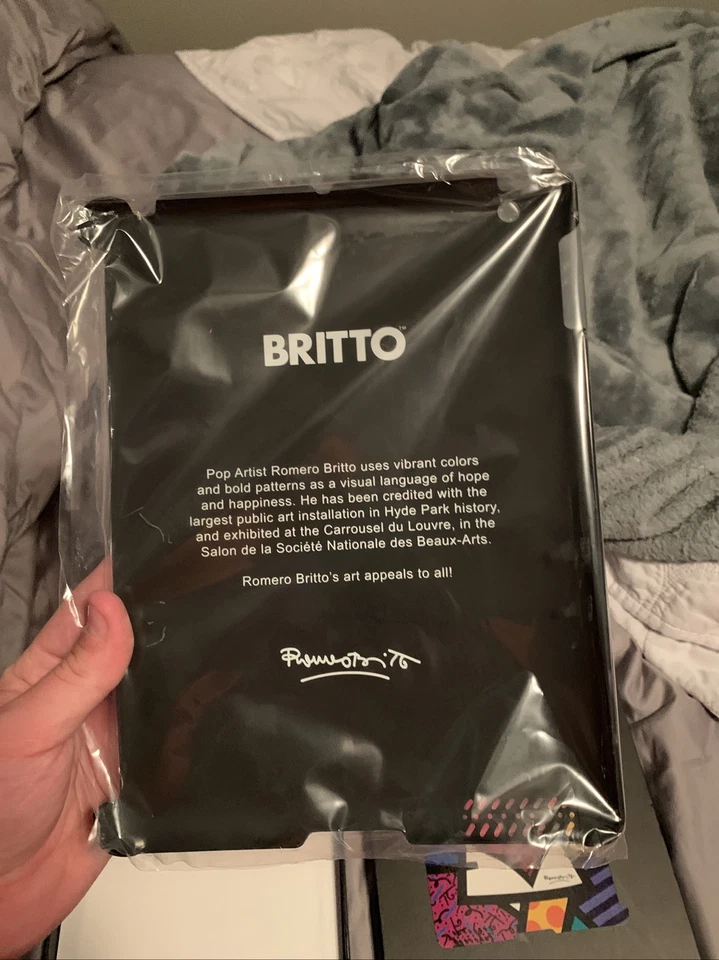 BRITTO™
Pop Artist Romero Britto uses vibrant colors
and bold patterns as a visual language of hope
and happiness. He has been credited with the
largest public art installation in Hyde Park history,
and exhibited at the Carrousel du Louvre, in the
Salon de la Société Nationale des Beaux-Arts.
Romero Britto's art appeals to all!
Romero Britto